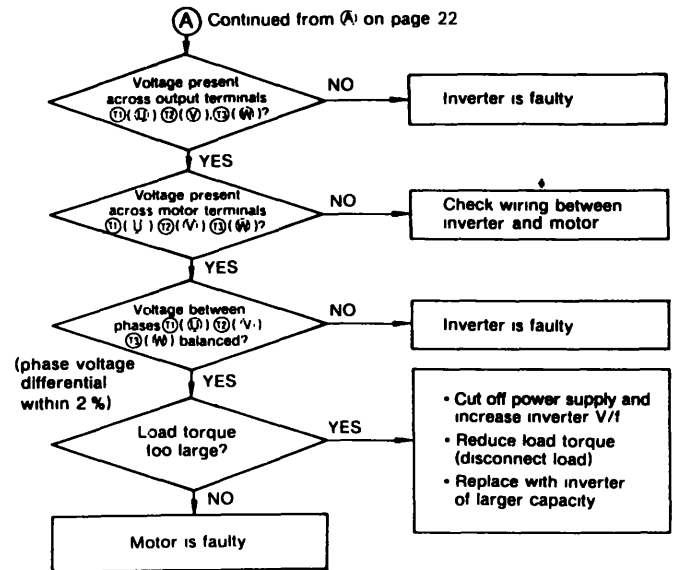 Ⓐ Continued from Ⓐ on page 22
Voltage present
across output terminals
Ⓣ1(Ⓤ) Ⓣ2(Ⓥ), Ⓣ3(Ⓦ)?
NO
Inverter is faulty
YES
Voltage present
across motor terminals
Ⓣ1(U) Ⓣ2(V) Ⓣ3(Ⓦ)?
NO
Check wiring between
inverter and motor
YES
Voltage between
phases Ⓣ1(Ⓤ) Ⓣ2(V)
Ⓣ3(Ⓦ) balanced?
NO
Inverter is faulty
(phase voltage
differential
within 2 %)
YES
Load torque
too large?
YES
• Cut off power supply and
increase inverter V/f
• Reduce load torque
(disconnect load)
• Replace with inverter
of larger capacity
NO
Motor is faulty